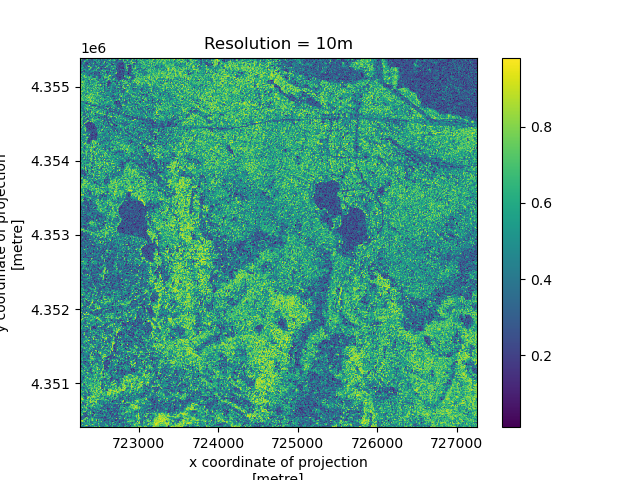 Resolution = 10m
1e6
4.355
4.354
4.353
4.352
4.351
y coordinate of projection
[metre]
723000 724000 725000 726000 727000
x coordinate of projection
[metre]
0.8
0.6
0.4
0.2